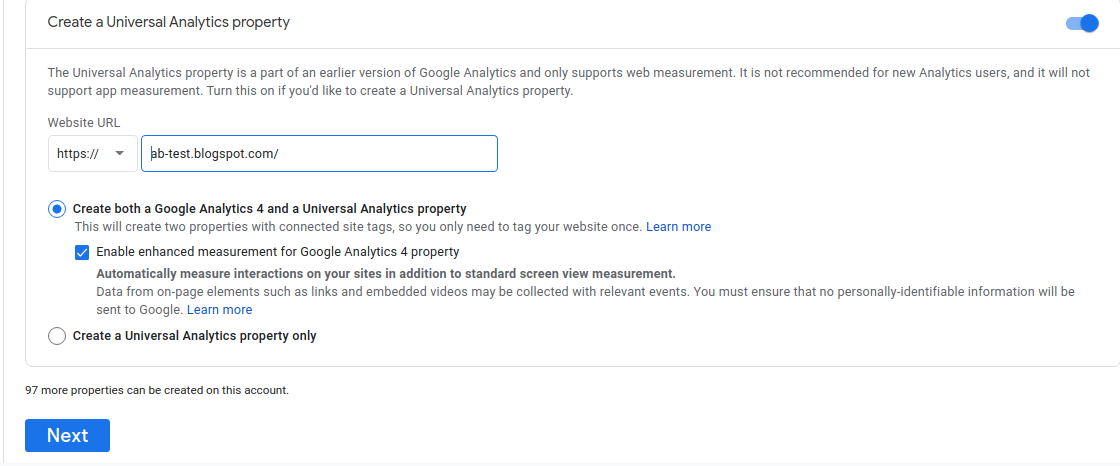 Create a Universal Analytics property
The Universal Analytics property is a part of an earlier version of Google Analytics and only supports web measurement. It is not recommended for new Analytics users, and it will not
support app measurement. Turn this on if you'd like to create a Universal Analytics property.
Website URL
https:// ab-test.blogspot.com/
Create both a Google Analytics 4 and a Universal Analytics property
This will create two properties with connected site tags, so you only need to tag your website once. Learn more
Enable enhanced measurement for Google Analytics 4 property
Automatically measure interactions on your sites in addition to standard screen view measurement.
Data from on-page elements such as links and embedded videos may be collected with relevant events. You must ensure that no personally-identifiable information will be
sent to Google. Learn more
Create a Universal Analytics property only
97 more properties can be created on this account.
Next